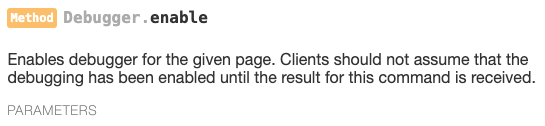 Method Debugger.enable
Enables debugger for the given page. Clients should not assume that the
debugging has been enabled until the result for this command is received.
PARAMETERS